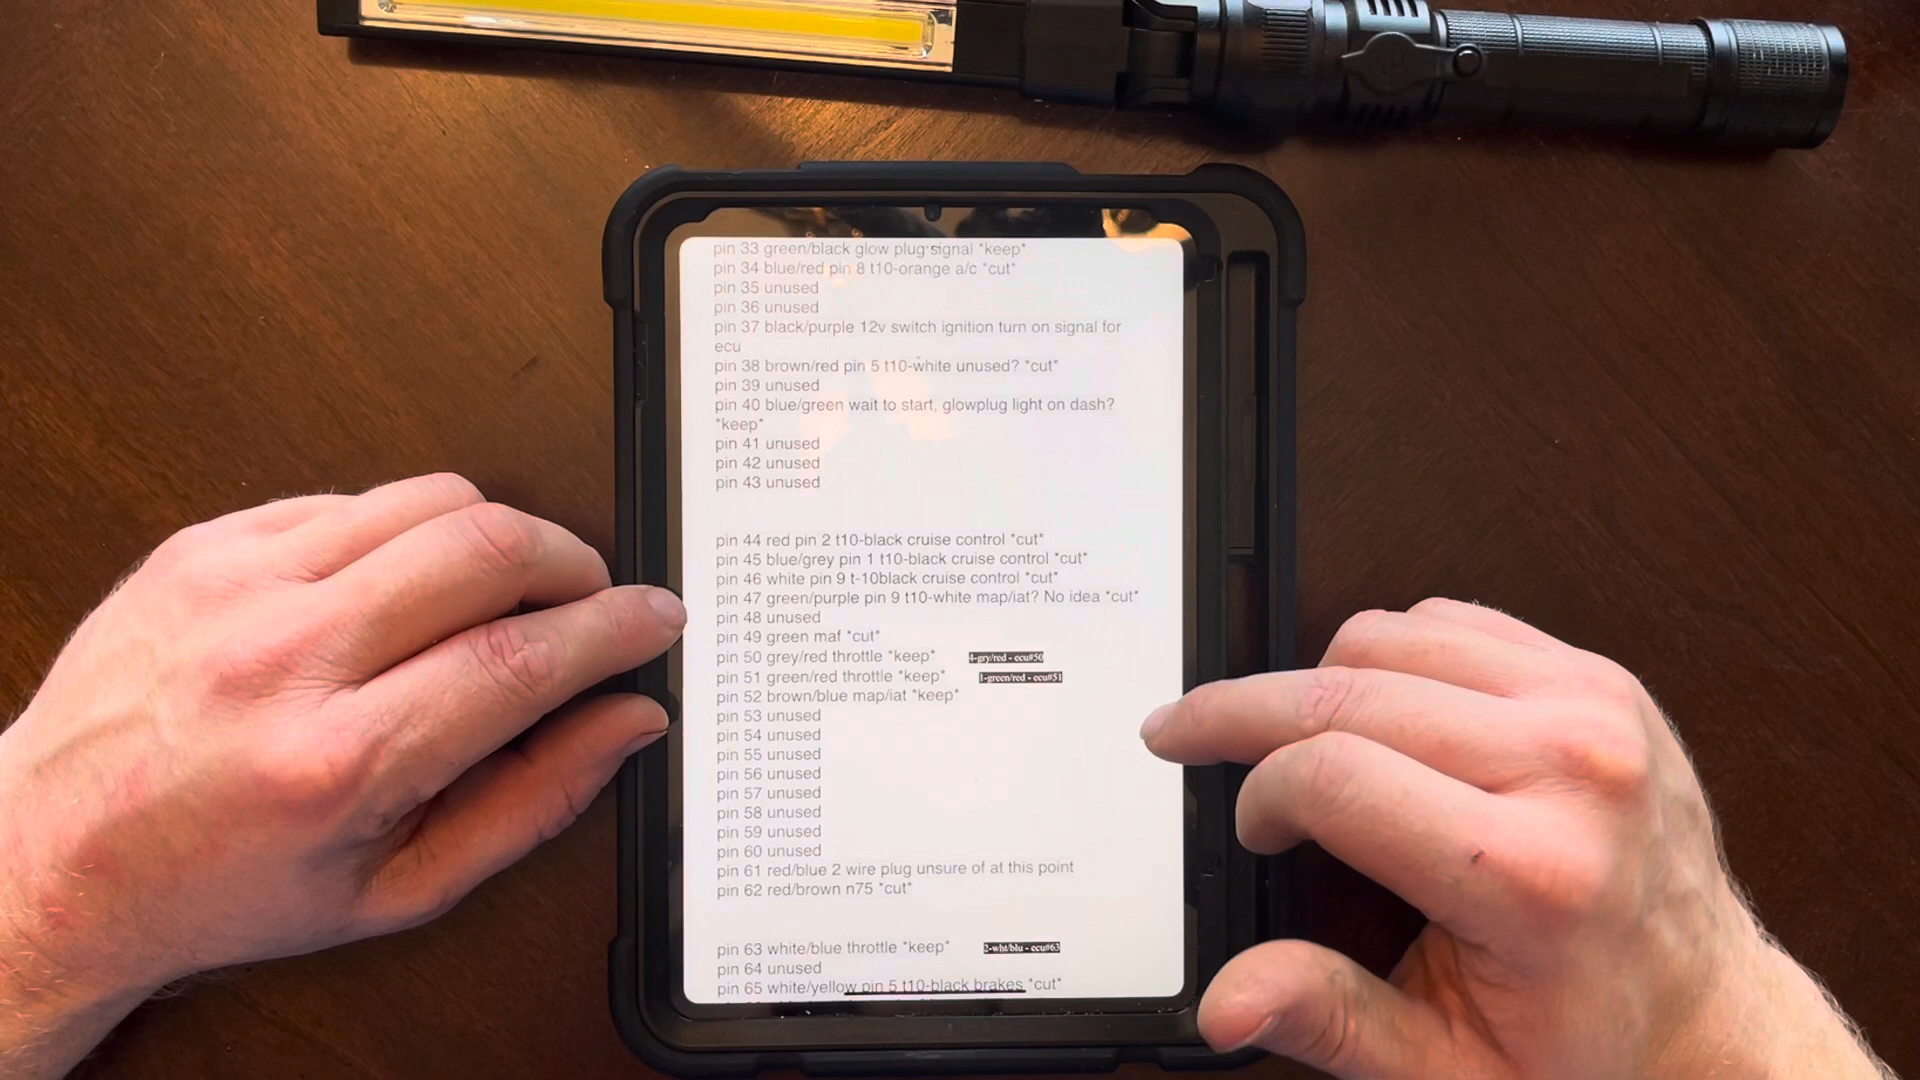 pin 33 green/black glow plug signal *keep*
pin 34 blue/red pin 8 t10-orange a/c *cut*
pin 35 unused
pin 36 unused
pin 37 black/purple 12v switch ignition turn on signal for
ecu
pin 38 brown/red pin 5 t10-white unused? *cut*
pin 39 unused
pin 40 blue/green wait to start, glowplug light on dash?
*keep*
pin 41 unused
pin 42 unused
pin 43 unused
pin 44 red pin 2 t10-black cruise control *cut*
pin 45 blue/grey pin 1 t10-black cruise control *cut*
pin 46 white pin 9 t-10black cruise control *cut*
pin 47 green/purple pin 9 t10-white map/iat? No idea *cut*
pin 48 unused
pin 49 green maf *cut*
pin 50 grey/red throttle *keep* 4-gry/red - ecu#50
pin 51 green/red throttle *keep* 1-green/red - ecu#51
pin 52 brown/blue map/iat *keep*
pin 53 unused
pin 54 unused
pin 55 unused
pin 56 unused
pin 57 unused
pin 58 unused
pin 59 unused
pin 60 unused
pin 61 red/blue 2 wire plug unsure of at this point
pin 62 red/brown n75 *cut*
pin 63 white/blue throttle *keep* 2-wht/blu - ecu#63
pin 64 unused
pin 65 white/yellow pin 5 t10-black brakes *cut*